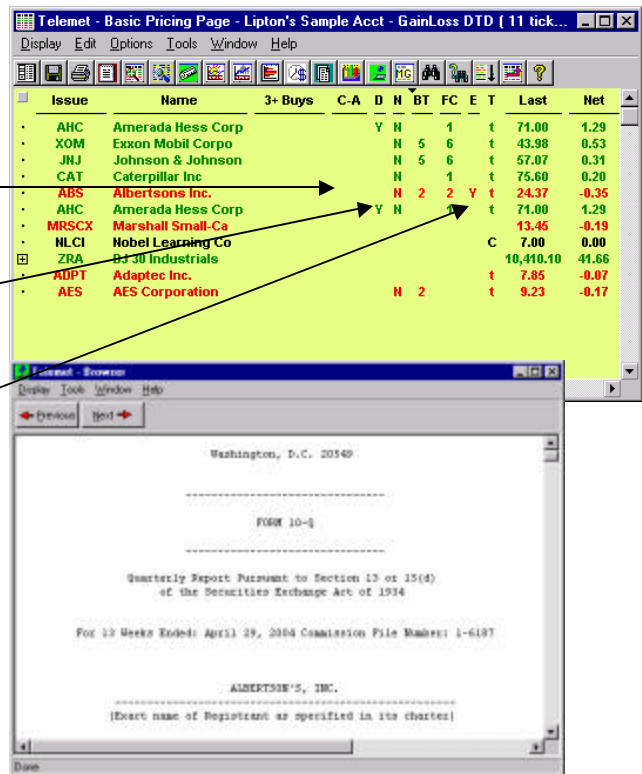 Telemet - Basic Pricing Page - Lipton's Sample Acct - GainLoss DTD ( 11 tick...
Display Edit Options Tools Window Help
MG
Issue Name 3+ Buys C-A D N BT FC E T Last Net
AHC Amerada Hess Corp Y N 1 t 71.00 1.29
XOM Exxon Mobil Corpo N 5 6 t 43.98 0.53
JNJ Johnson & Johnson N 5 6 t 57.07 0.31
CAT Caterpillar Inc N 1 t 75.60 0.20
ABS Albertsons Inc. N 2 2 Y t 24.37 -0.35
AHC Amerada Hess Corp Y N 1 t 71.00 1.29
MRSCX Marshall Small-Ca 13.45 -0.19
NLCI Nobel Learning Co C 7.00 0.00
ZRA DJ 30 Industrials 10,410.10 41.66
ADPT Adaptec Inc. t 7.85 -0.07
AES AES Corporation N 2 t 9.23 -0.17
Telemet - Browser
Display Tools Window Help
Previous Next
Washington, D.C. 20549
FORM 10-Q
Quarterly Report Pursuant to Section 13 or 15(d)
of the Securities Exchange Act of 1934
For 13 Weeks Ended: April 29, 2004 Commission File Number: 1-6187
ALBERTSON'S, INC.
(Exact name of Registrant as specified in its charter)
Done